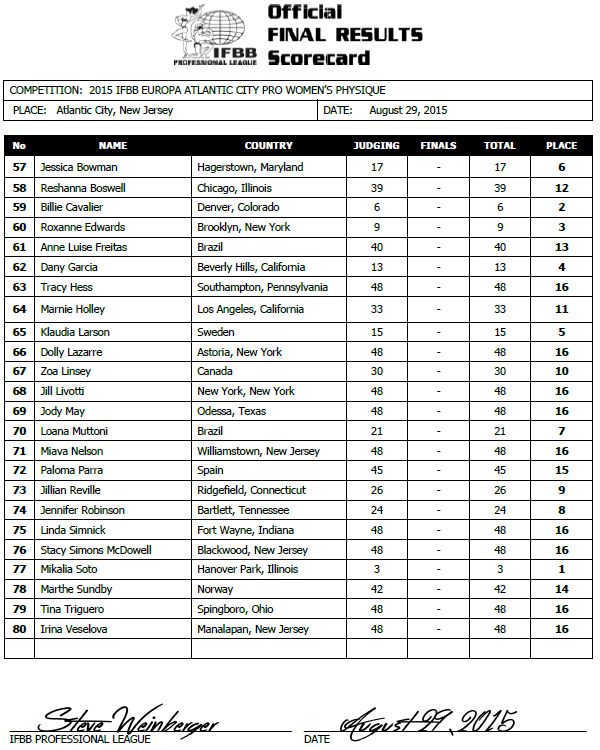 Official
FINAL RESULTS
Scorecard
IFBB
PROFESSIONAL LEAGUE
COMPETITION: 2015 IFBB EUROPA ATLANTIC CITY PRO WOMEN'S PHYSIQUE
PLACE: Atlantic City, New Jersey DATE: August 29, 2015
No NAME COUNTRY JUDGING FINALS TOTAL PLACE
57 Jessica Bowman Hagerstown, Maryland 17 - 17 6
58 Reshanna Boswell Chicago, Illinois 39 - 39 12
59 Billie Cavalier Denver, Colorado 6 - 6 2
60 Roxanne Edwards Brooklyn, New York 9 - 9 3
61 Anne Luise Freitas Brazil 40 - 40 13
62 Dany Garcia Beverly Hills, California 13 - 13 4
63 Tracy Hess Southampton, Pennsylvania 48 - 48 16
64 Marnie Holley Los Angeles, California 33 - 33 11
65 Klaudia Larson Sweden 15 - 15 5
66 Dolly Lazarre Astoria, New York 48 - 48 16
67 Zoa Linsey Canada 30 - 30 10
68 Jill Livotti New York, New York 48 - 48 16
69 Jody May Odessa, Texas 48 - 48 16
70 Loana Muttoni Brazil 21 - 21 7
71 Miava Nelson Williamstown, New Jersey 48 - 48 16
72 Paloma Parra Spain 45 - 45 15
73 Jillian Reville Ridgefield, Connecticut 26 - 26 9
74 Jennifer Robinson Bartlett, Tennessee 24 - 24 8
75 Linda Simnick Fort Wayne, Indiana 48 - 48 16
76 Stacy Simons McDowell Blackwood, New Jersey 48 - 48 16
77 Mikalia Soto Hanover Park, Illinois 3 - 3 1
78 Marthe Sundby Norway 42 - 42 14
79 Tina Triguero Spingboro, Ohio 48 - 48 16
80 Irina Veselova Manalapan, New Jersey 48 - 48 16
Steve Weinberger August 29, 2015
IFBB PROFESSIONAL LEAGUE DATE